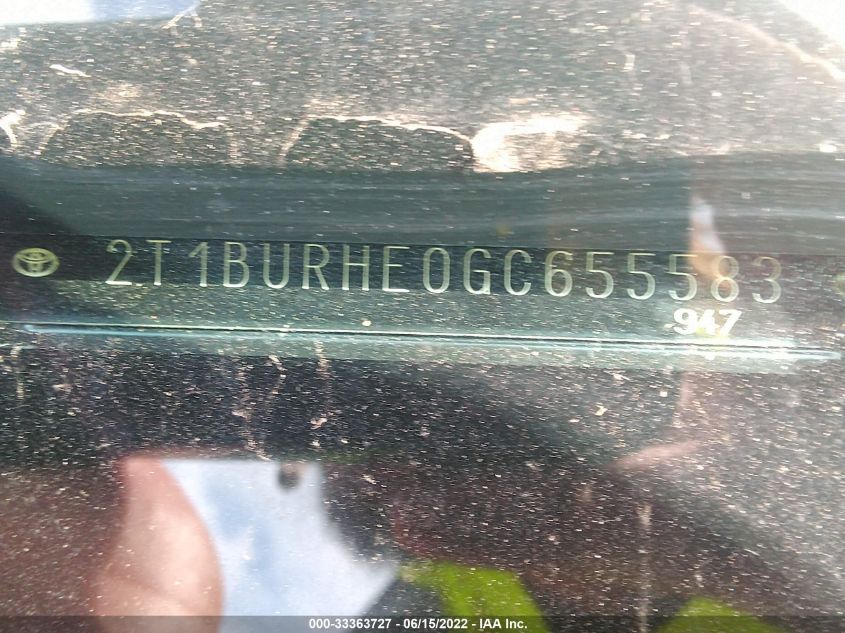 2T1BURHE0GC655583
947
000-33363727 - 06/15/2022 - IAA Inc.